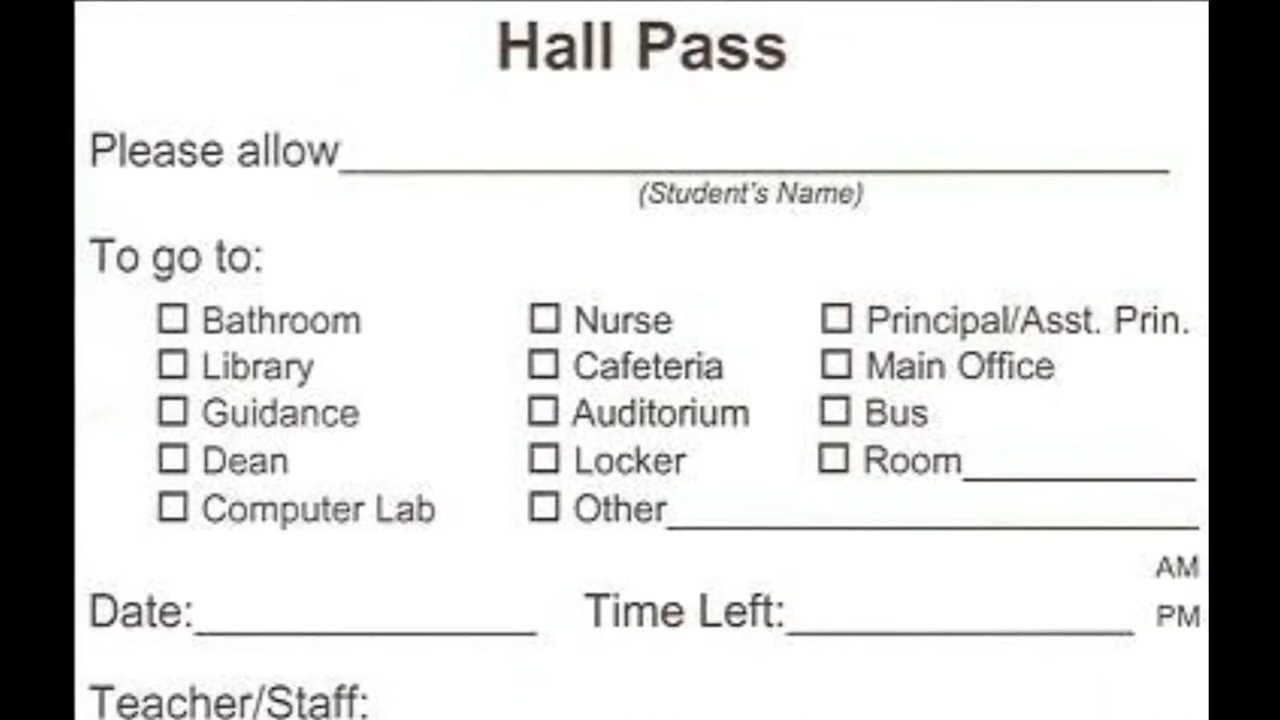 Hall Pass
Please allow
(Student's Name)
To go to:
Bathroom Nurse Principal/Asst. Prin.
Library Cafeteria Main Office
Guidance Auditorium Bus
Dean Locker Room
Computer Lab Other
AM
Date: Time Left: PM
Teacher/Staff: